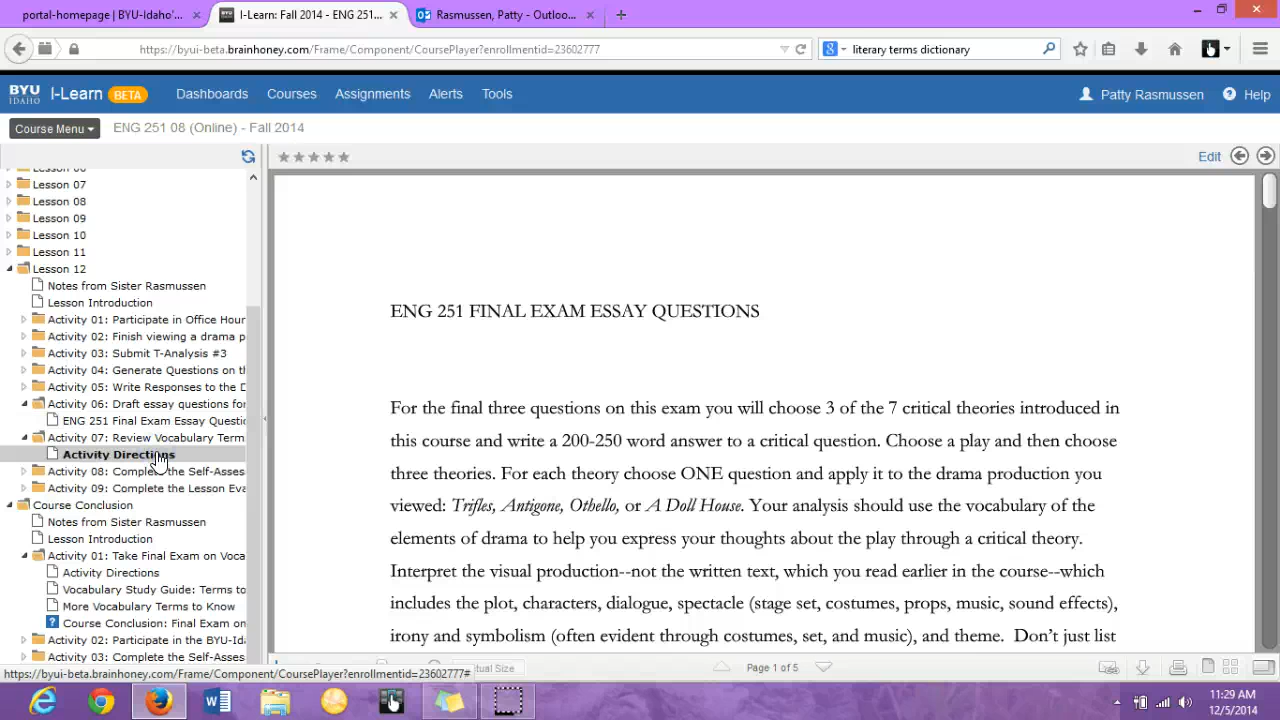 portal-homepage | BYU-Idaho'...
I-Learn: Fall 2014 - ENG 251...
Rasmussen, Patty - Outloo...
https://byui-beta.brainhoney.com/Frame/Component/CoursePlayer?enrollmentid=23602777
literary terms dictionary
BYU IDAHO I-Learn BETA Dashboards Courses Assignments Alerts Tools Patty Rasmussen Help
Course Menu ENG 251 08 (Online) - Fall 2014
Edit
Lesson 06
Lesson 07
Lesson 08
Lesson 09
Lesson 10
Lesson 11
Lesson 12
Notes from Sister Rasmussen
Lesson Introduction
Activity 01: Participate in Office Hour
Activity 02: Finish viewing a drama p
Activity 03: Submit T-Analysis #3
Activity 04: Generate Questions on th
Activity 05: Write Responses to the D
Activity 06: Draft essay questions for
ENG 251 Final Exam Essay Questio
Activity 07: Review Vocabulary Term
Activity Directions
Activity 08: Complete the Self-Asses
Activity 09: Complete the Lesson Eva
Course Conclusion
Notes from Sister Rasmussen
Lesson Introduction
Activity 01: Take Final Exam on Voca
Activity Directions
Vocabulary Study Guide: Terms to
More Vocabulary Terms to Know
Course Conclusion: Final Exam on
Activity 02: Participate in the BYU-Id
Activity 03: Complete the Self-Asses
ENG 251 FINAL EXAM ESSAY QUESTIONS
For the final three questions on this exam you will choose 3 of the 7 critical theories introduced in
this course and write a 200-250 word answer to a critical question. Choose a play and then choose
three theories. For each theory choose ONE question and apply it to the drama production you
viewed: Trifles, Antigone, Othello, or A Doll House. Your analysis should use the vocabulary of the
elements of drama to help you express your thoughts about the play through a critical theory.
Interpret the visual production--not the written text, which you read earlier in the course--which
includes the plot, characters, dialogue, spectacle (stage set, costumes, props, music, sound effects),
irony and symbolism (often evident through costumes, set, and music), and theme. Don't just list
https://byui-beta.brainhoney.com/Frame/Component/CoursePlayer?enrollmentid=23602777#
Size
Page 1 of 5
11:29 AM
12/5/2014